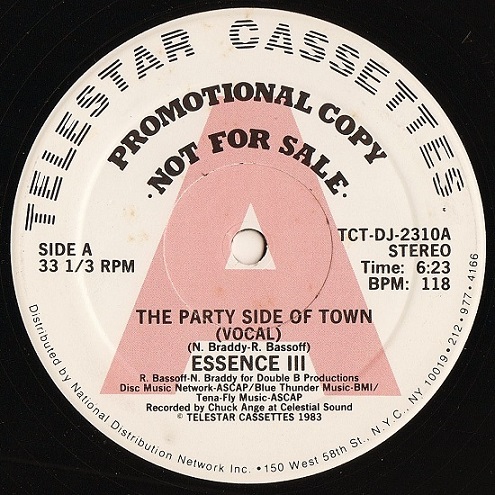 TELESTAR CASSETTES
PROMOTIONAL COPY
·NOT FOR SALE·
A
SIDE A
33 1/3 RPM
TCT-DJ-2310A
STEREO
Time: 6:23
BPM: 118
THE PARTY SIDE OF TOWN
(VOCAL)
(N. Braddy-R. Bassoff)
ESSENCE III
R. Bassoff-N. Braddy for Double B Productions
Disc Music Network-ASCAP/Blue Thunder Music-BMI/
Tena-Fly Music-ASCAP
Recorded by Chuck Ange at Celestial Sound
© TELESTAR CASSETTES 1983
Distributed by National Distribution Network Inc. • 150 West 58th St., N.Y.C., NY 10019 • 212 • 977 • 4166